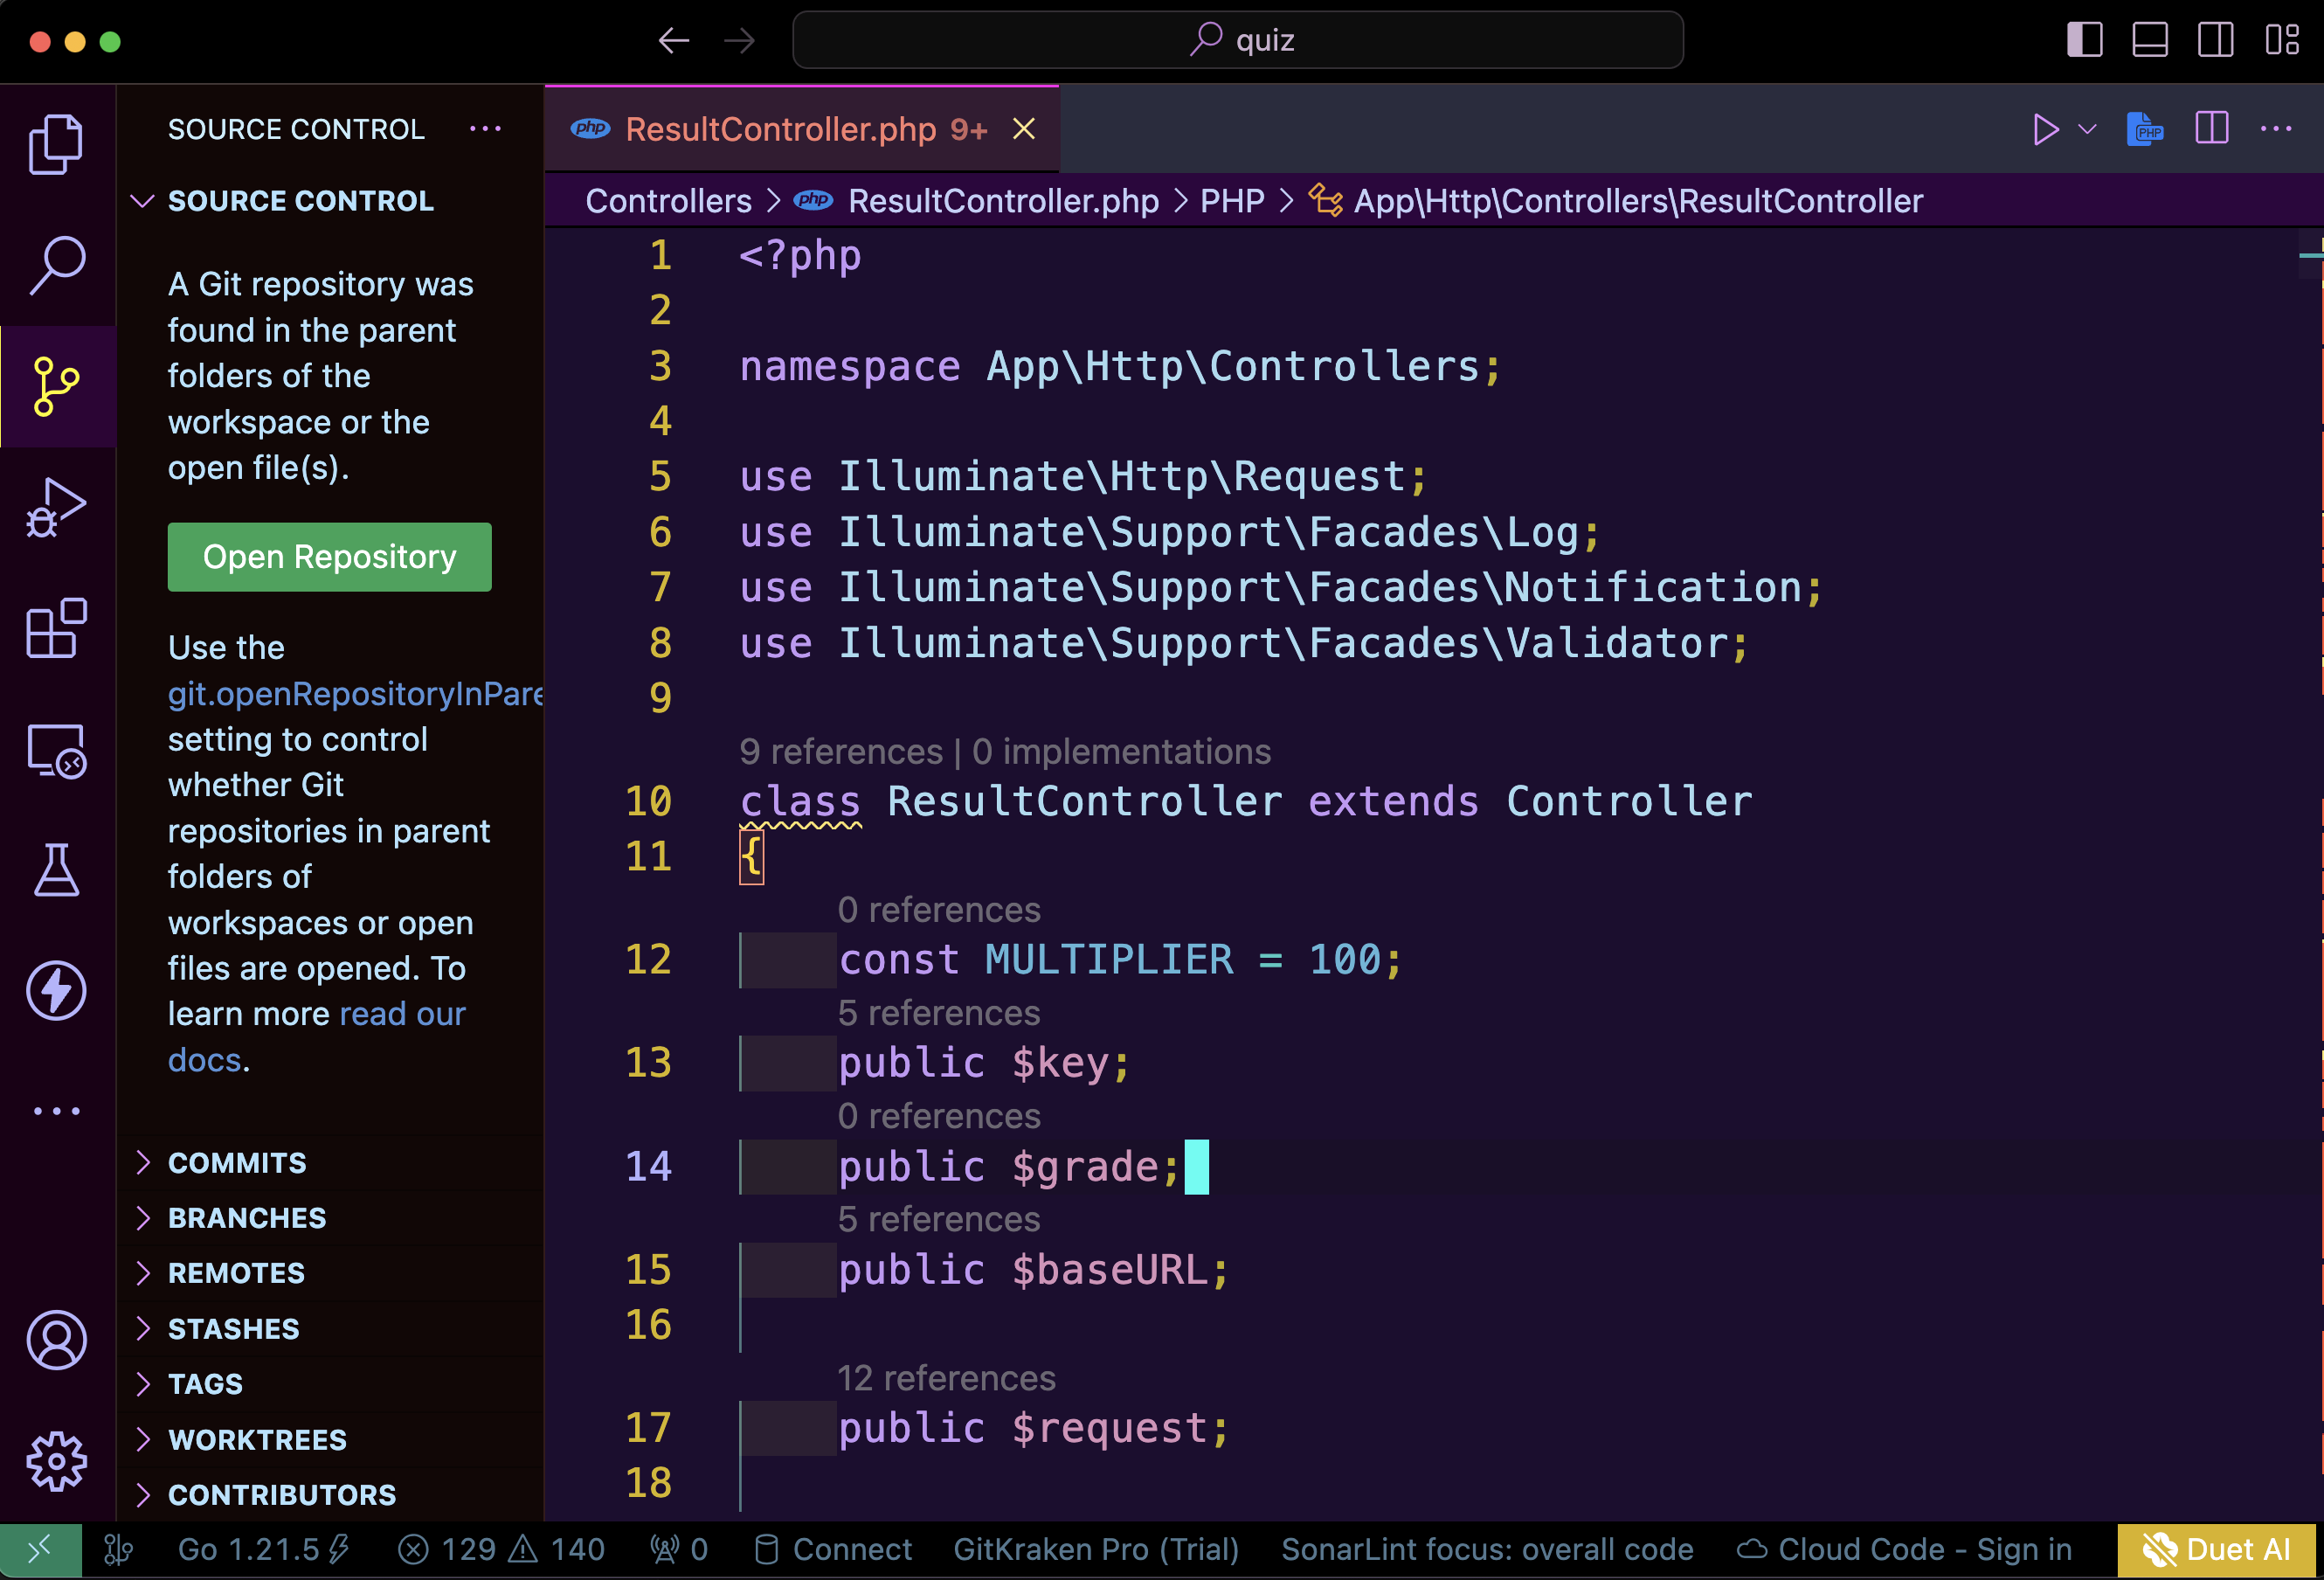 quiz
SOURCE CONTROL
SOURCE CONTROL
A Git repository was
found in the parent
folders of the
workspace or the
open file(s).
Open Repository
Use the
git.openRepositoryInPare
setting to control
whether Git
repositories in parent
folders of
workspaces or open
files are opened. To
learn more read our
docs.
COMMITS
BRANCHES
REMOTES
STASHES
TAGS
WORKTREES
CONTRIBUTORS
php ResultController.php 9+
PHP
Controllers > php ResultController.php > PHP > App\Http\Controllers\ResultController
1 <?php
2
3 namespace App\Http\Controllers;
4
5 use Illuminate\Http\Request;
6 use Illuminate\Support\Facades\Log;
7 use Illuminate\Support\Facades\Notification;
8 use Illuminate\Support\Facades\Validator;
9
9 references | 0 implementations
10 class ResultController extends Controller
11 {
0 references
12 const MULTIPLIER = 100;
5 references
13 public $key;
0 references
14 public $grade;
5 references
15 public $baseURL;
16
12 references
17 public $request;
18
Go 1.21.5 129 140 0 Connect GitKraken Pro (Trial) SonarLint focus: overall code Cloud Code - Sign in Duet AI